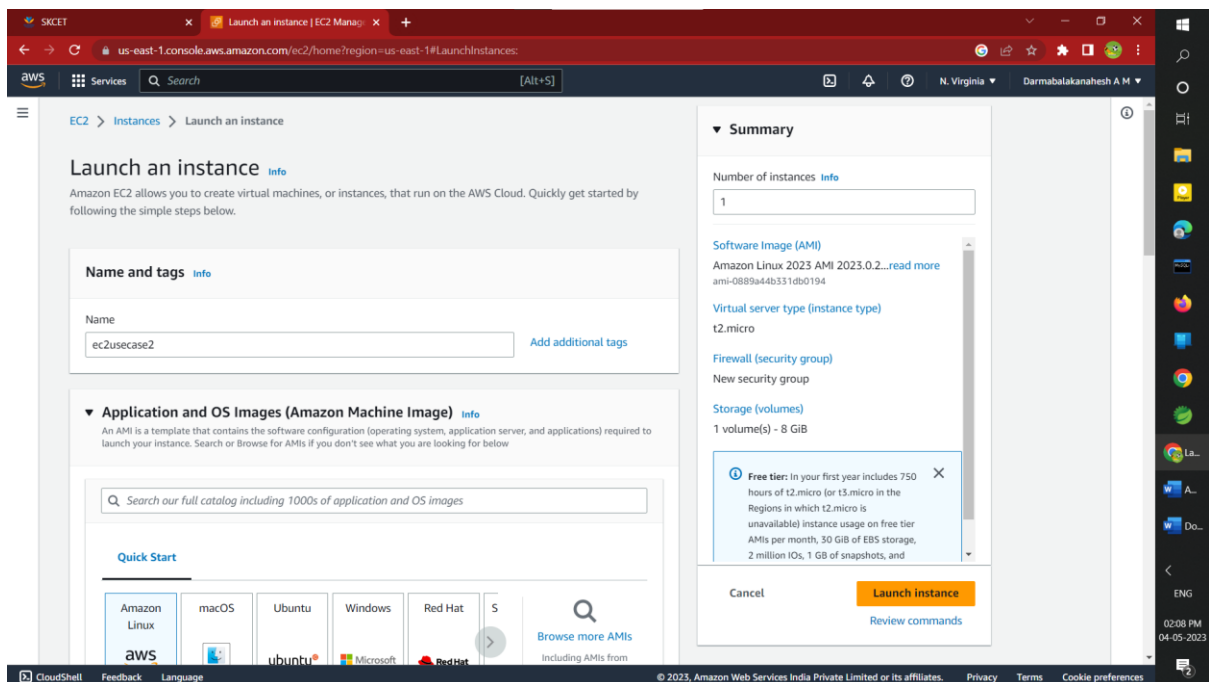 SKCET
Launch an instance | EC2 Manag
us-east-1.console.aws.amazon.com/ec2/home?region=us-east-1#LaunchInstances:
aws
Services
Search
[Alt+S]
N. Virginia
Darmabalakanahesh A M
EC2 > Instances > Launch an instance
Launch an instance Info
Amazon EC2 allows you to create virtual machines, or instances, that run on the AWS Cloud. Quickly get started by
following the simple steps below.
Name and tags Info
Name
ec2usecase2
Add additional tags
Application and OS Images (Amazon Machine Image) Info
An AMI is a template that contains the software configuration (operating system, application server, and applications) required to
launch your instance. Search or Browse for AMIs if you don't see what you are looking for below
Search our full catalog including 1000s of application and OS images
Quick Start
Amazon
Linux
aws
macOS
Ubuntu
ubuntu®
Windows
Microsoft
Red Hat
Red Hat
S
Browse more AMIs
Including AMIs from
Summary
Number of instances Info
1
Software Image (AMI)
Amazon Linux 2023 AMI 2023.0.2...read more
ami-0889a44b331db0194
Virtual server type (instance type)
t2.micro
Firewall (security group)
New security group
Storage (volumes)
1 volume(s) - 8 GiB
Free tier: In your first year includes 750
hours of t2.micro (or t3.micro in the
Regions in which t2.micro is
unavailable) instance usage on free tier
AMIs per month, 30 GiB of EBS storage,
2 million IOs, 1 GB of snapshots, and
Cancel
Launch instance
Review commands
CloudShell
Feedback
Language
© 2023, Amazon Web Services India Private Limited or its affiliates.
Privacy
Terms
Cookie preferences
La...
A...
Do...
ENG
02:08 PM
04-05-2023
2